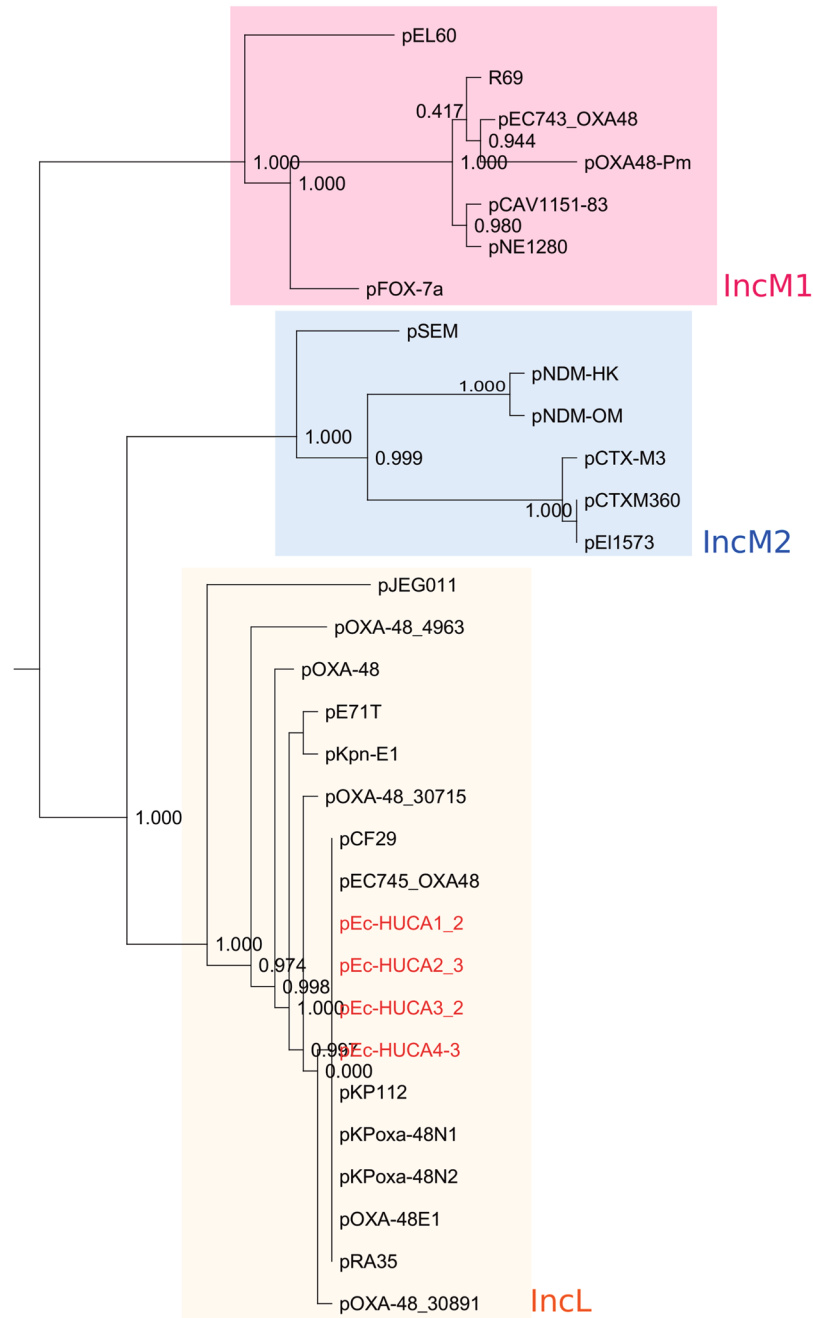 pEL60
R69
0.417
pEC743_OXA48
0.944
1.000
1.000
pOXA48-Pm
1.000
pCAV1151-83
0.980
pNE1280
pFOX-7a
IncM1
pSEM
pNDM-HK
1.000
pNDM-OM
1.000
0.999
pCTX-M3
pCTXM360
1.000
pEl1573
IncM2
pJEG011
pOXA-48_4963
pOXA-48
pE71T
pKpn-E1
pOXA-48_30715
1.000
pCF29
pEC745_OXA48
pEc-HUCA1_2
1.000
0.974
pEc-HUCA2_3
0.998
1.000
pEc-HUCA3_2
0.997
pEc-HUCA4-3
0.000
pKP112
pKPoxa-48N1
pKPoxa-48N2
pOXA-48E1
pRA35
pOXA-48_30891
IncL